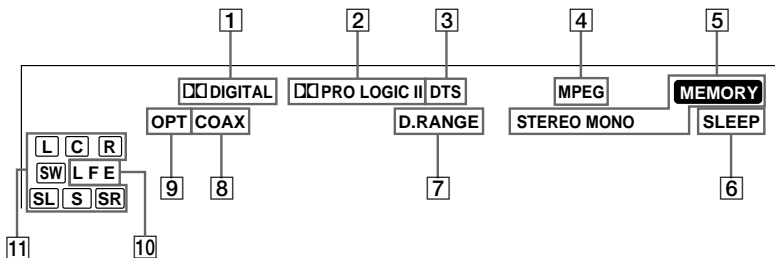 1 2 3 4 5
DIGITAL PRO LOGIC II DTS MPEG MEMORY
OPT COAX D.RANGE STEREO MONO SLEEP
L C R
SW L F E
9 8 7 6
SL S SR
11 10